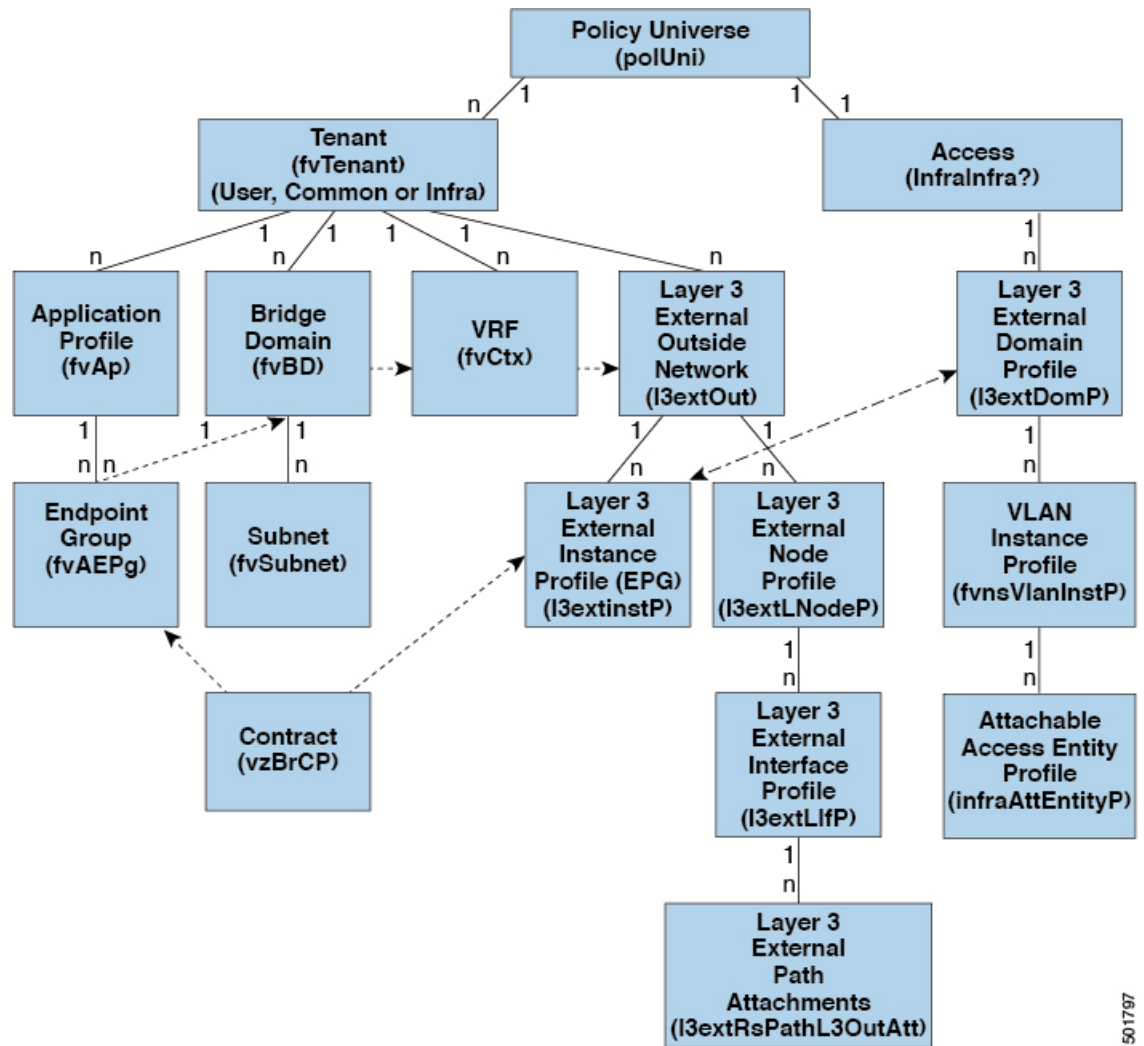 Policy Universe
(polUni)
n
1
1
1
Tenant
(fvTenant)
(User, Common or Infra)
Access
(InfraInfra?)
1
1
1
1
1
n
n
n
n
n
Application
Profile
(fvAp)
Bridge
Domain
(fvBD)
VRF
(fvCtx)
Layer 3
External
Outside
Network
(l3extOut)
Layer 3
External
Domain
Profile
(l3extDomP)
1
1
1
1
1
1
n
n
n
n
n
n
Endpoint
Group
(fvAEPg)
Subnet
(fvSubnet)
Layer 3
External
Instance
Profile (EPG)
(l3extinstP)
Layer 3
External
Node
Profile
(l3extLNodeP)
VLAN
Instance
Profile
(fvnsVlanInstP)
1
1
n
n
Contract
(vzBrCP)
Layer 3
External
Interface
Profile
(l3extLIfP)
Attachable
Access Entity
Profile
(infraAttEntityP)
1
n
Layer 3
External
Path
Attachments
(l3extRsPathL3OutAtt)
501797